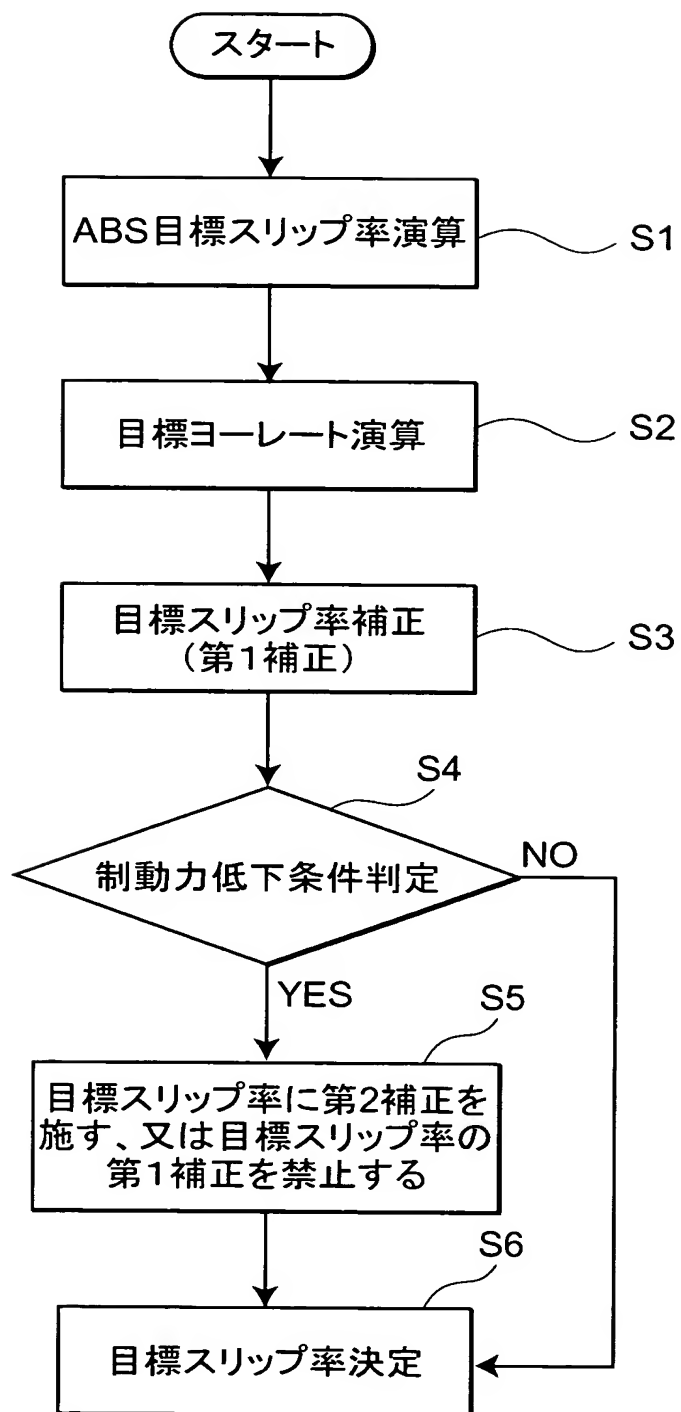 スタート
ABS目標スリップ率演算
S1
目標ヨーレート演算
S2
目標スリップ率補正
（第1補正）
S3
S4
制動力低下条件判定
NO
YES
S5
目標スリップ率に第2補正を
施す、又は目標スリップ率の
第1補正を禁止する
S6
目標スリップ率決定